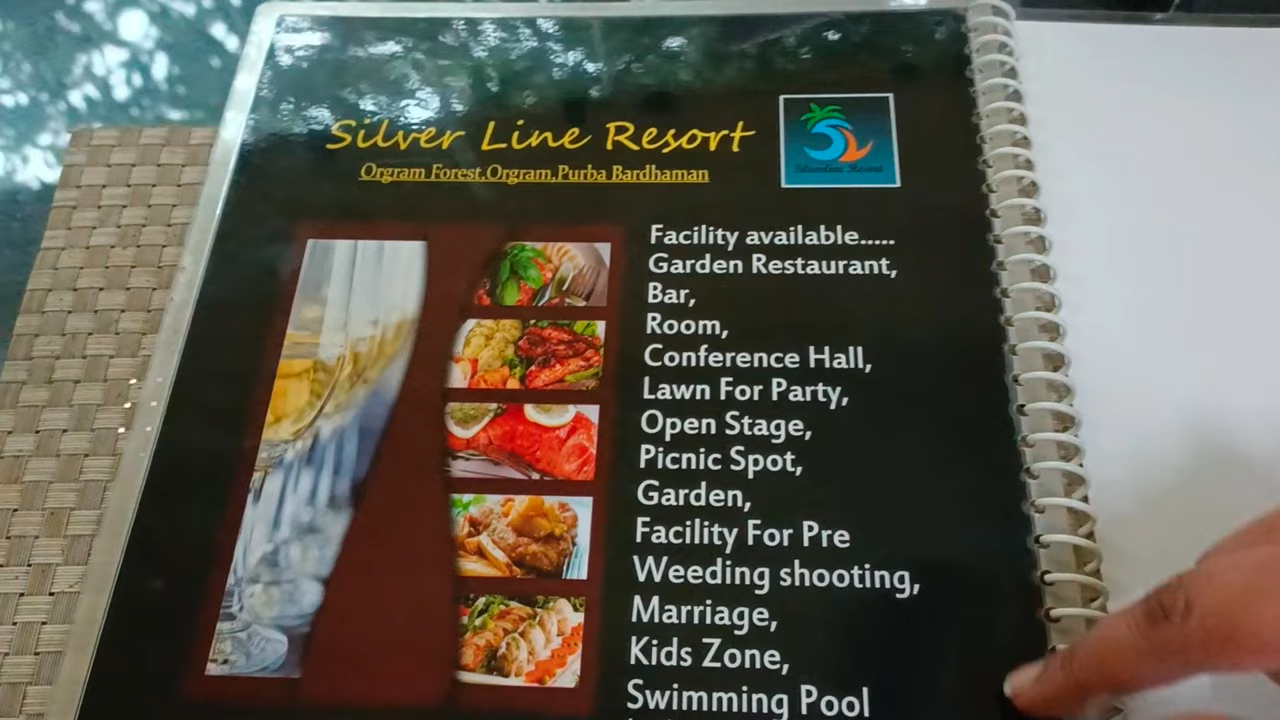 Silver Line Resort
Orgram Forest,Orgram,Purba Bardhaman
SL
Facility available.....
Garden Restaurant,
Bar,
Room,
Conference Hall,
Lawn For Party,
Open Stage,
Picnic Spot,
Garden,
Facility For Pre
Weeding shooting,
Marriage,
Kids Zone,
Swimming Pool